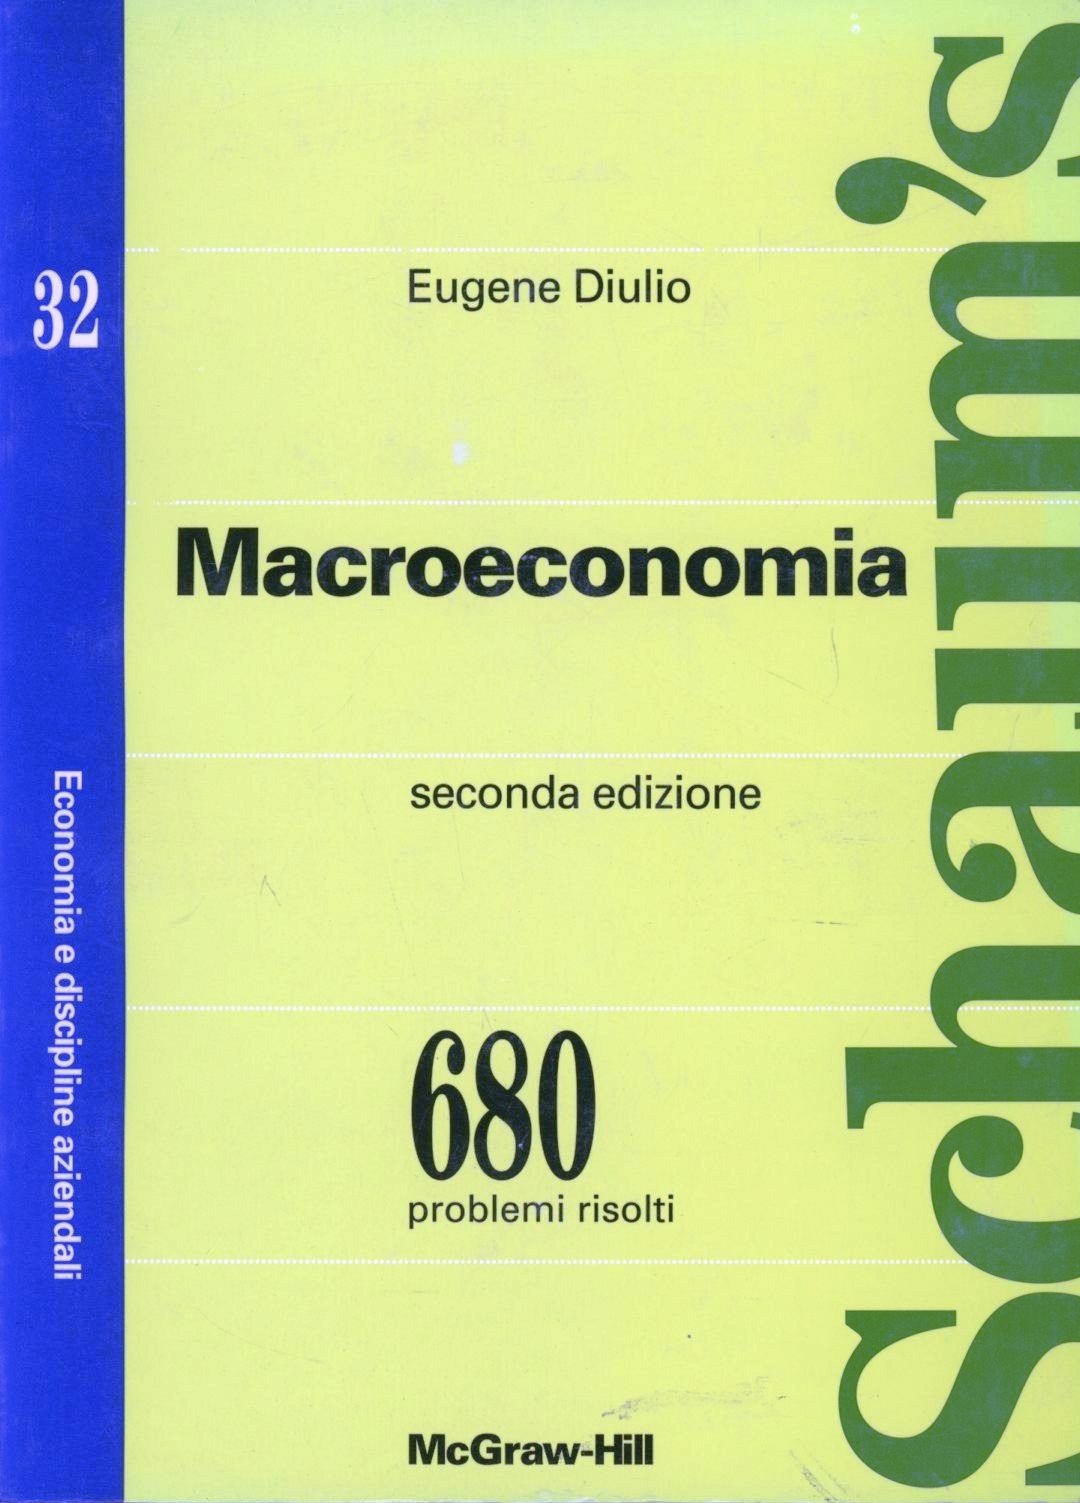 32
Eugene Diulio
Macroeconomia
seconda edizione
680
problemi risolti
McGraw-Hill
Economia e discipline aziendali
Schaum's